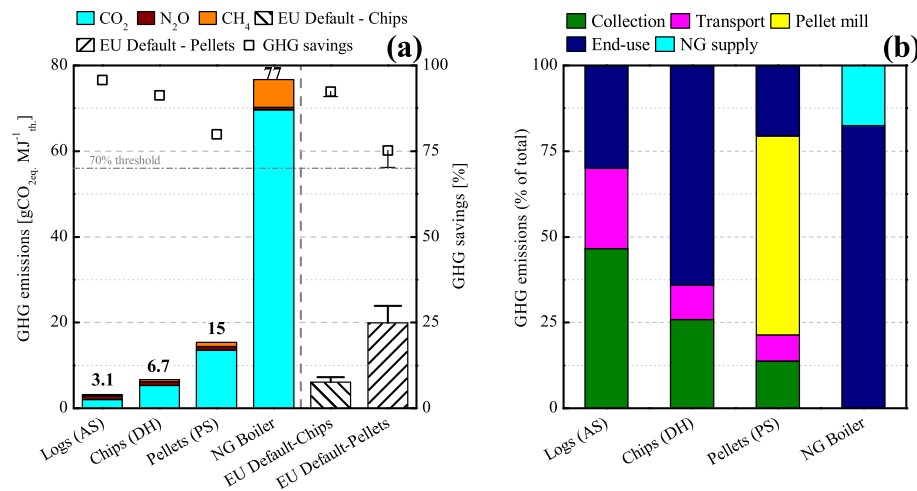 CO₂ N₂O CH₄ EU Default - Chips
EU Default - Pellets GHG savings
(a)
GHG emissions [gCO₂eq. MJ⁻¹th.]
80
60
40
20
0
100
75
50
25
0
GHG savings [%]
70% threshold
3.1
6.7
15
77
Logs (AS)
Chips (DH)
Pellets (PS)
NG Boiler
EU Default-Chips
EU Default-Pellets
Collection Transport Pellet mill
End-use NG supply
(b)
GHG emissions (% of total)
100
75
50
25
0
Logs (AS)
Chips (DH)
Pellets (PS)
NG Boiler